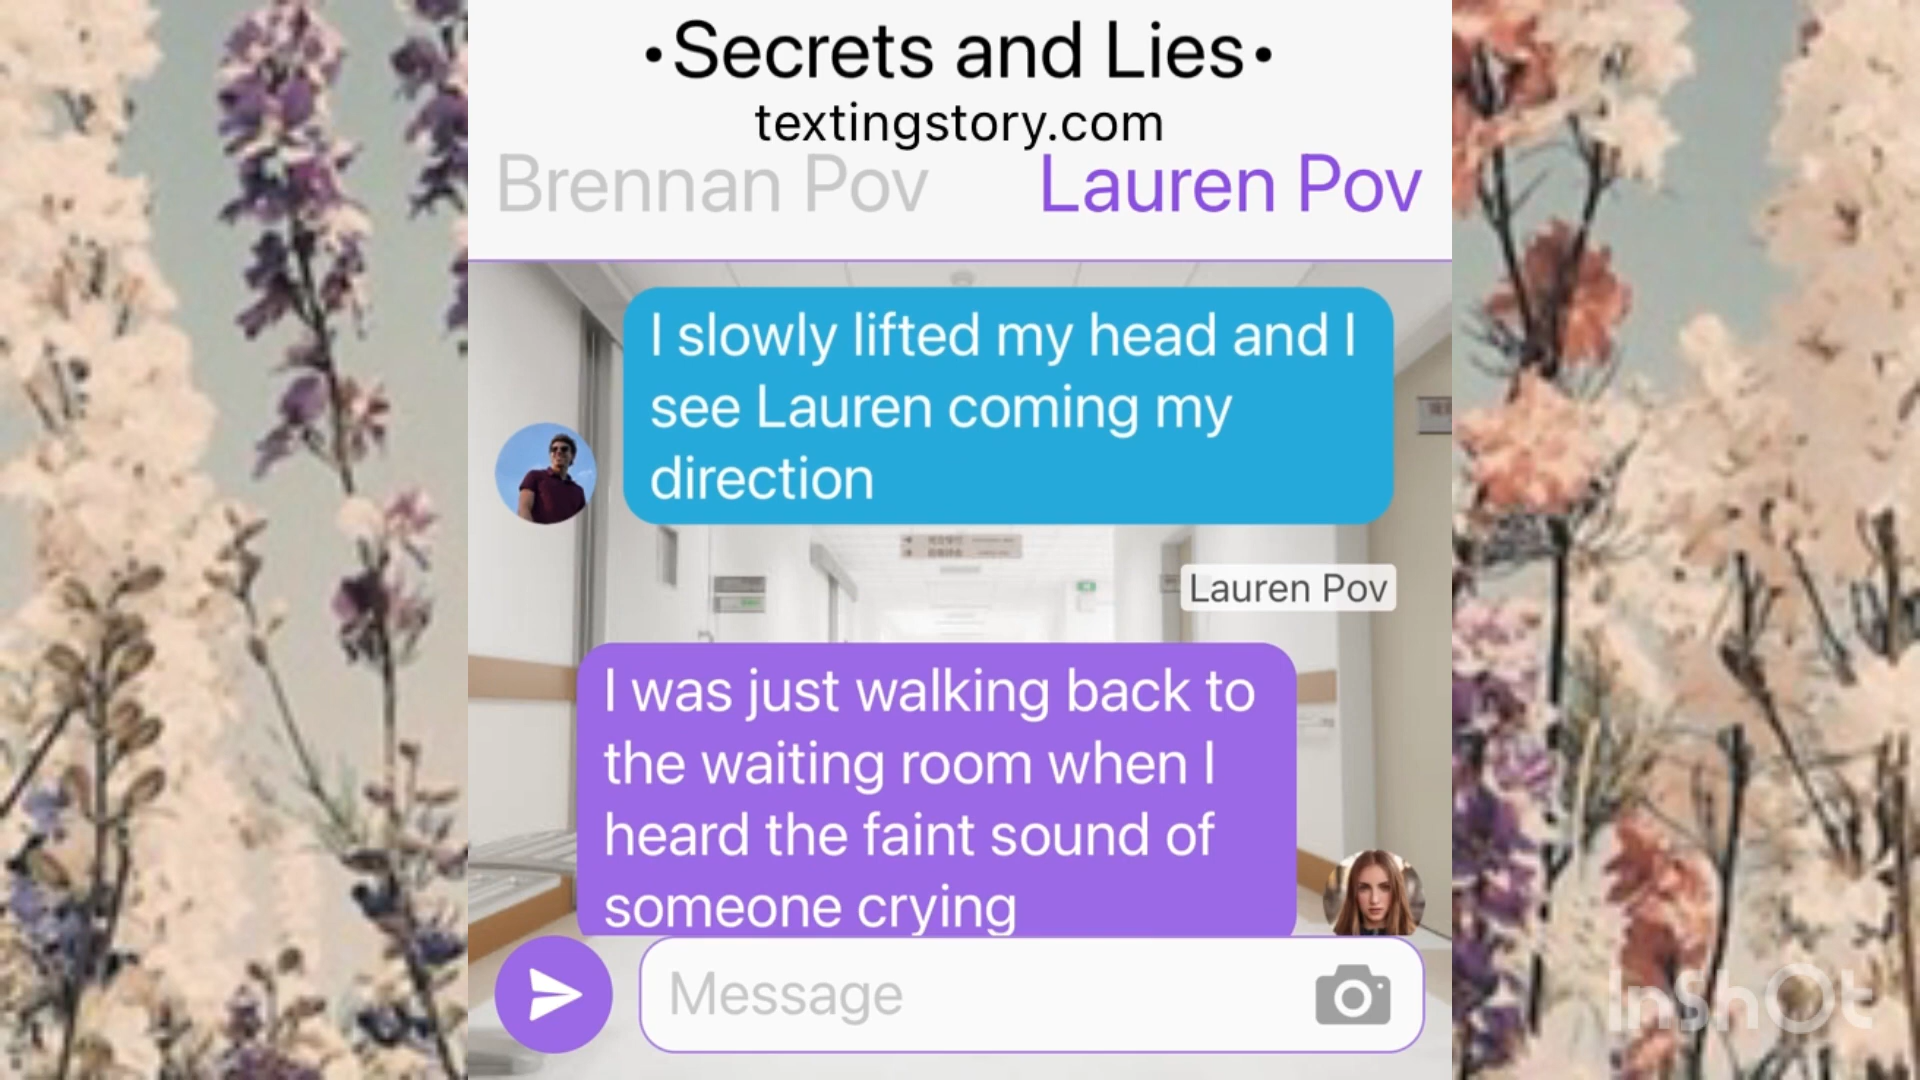 •Secrets and Lies•
textingstory.com
Brennan Pov
Lauren Pov
I slowly lifted my head and I
see Lauren coming my
direction
Lauren Pov
I was just walking back to
the waiting room when I
heard the faint sound of
someone crying
Message
InShOt